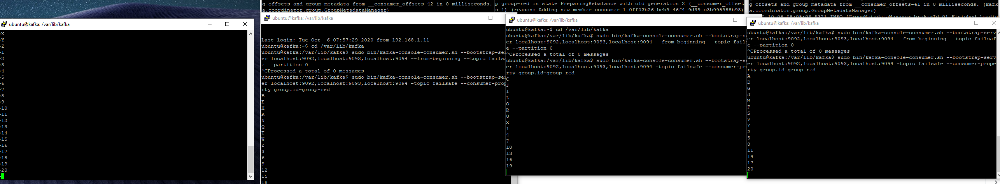 ubuntu@kafka: /var/lib/kafka
>X
>Y
>Z
>1
>2
>3
>4
>5
>6
>7
>8
>9
>10
>11
>12
>13
>14
>15
>16
>17
>18
>19
>20
>
g offsets and group metadata from __consumer_offsets-42 in 0 milliseconds.
a.coordinator.group.GroupMetadataManager)
ubuntu@kafka: /var/lib/kafka
Last login: Tue Oct  6 07:57:29 2020 from 192.168.1.11
ubuntu@kafka:~$ cd /var/lib/kafka
ubuntu@kafka:/var/lib/kafka$ sudo bin/kafka-console-consumer.sh --bootstrap-ser
er localhost:9092,localhost:9093,localhost:9094 --from-beginning --topic failsa
e --partition 0
^CProcessed a total of 0 messages
ubuntu@kafka:/var/lib/kafka$ sudo bin/kafka-console-consumer.sh --bootstrap-ser
er localhost:9092,localhost:9093,localhost:9094 -topic failsafe --consumer-prop
rty group.id=group-red
B
E
H
K
N
Q
T
W
Z
3
6
9
12
15
18
p group-red in state PreparingRebalance with old generation 2 (__consumer_offset
s-1) (reason: Adding new member consumer-1-0ff02b26-beb9-46f4-9d39-c3b995988b98)
ubuntu@kafka: /var/lib/kafka
ubuntu@kafka:~$ cd /var/lib/kafka
ubuntu@kafka:/var/lib/kafka$ sudo bin/kafka-console-consumer.sh --bootstrap-s
er localhost:9092,localhost:9093,localhost:9094 --from-beginning --topic fail
e --partition 0
^CProcessed a total of 0 messages
ubuntu@kafka:/var/lib/kafka$ sudo bin/kafka-console-consumer.sh --bootstrap-s
er localhost:9092,localhost:9093,localhost:9094 -topic failsafe --consumer-pr
rty group.id=group-red
C
F
I
L
O
R
U
X
1
4
7
10
13
16
19
g offsets and group metadata from __consumer_offsets-41 in 0 milliseconds. (kafk
a.coordinator.group.GroupMetadataManager)
0-10-06 08:05:03,932] INFO [GroupMetadataManager brokerId=0] Finished loadin
ubuntu@kafka: /var/lib/kafka
ubuntu@kafka:/var/lib/kafka$ sudo bin/kafka-console-consumer.sh --bootstrap-serv
er localhost:9092,localhost:9093,localhost:9094 --from-beginning --topic failsaf
e --partition 0
^CProcessed a total of 0 messages
ubuntu@kafka:/var/lib/kafka$ sudo bin/kafka-console-consumer.sh --bootstrap-serv
er localhost:9092,localhost:9093,localhost:9094 -topic failsafe --consumer-prope
rty group.id=group-red
A
D
G
J
M
P
S
V
Y
2
5
8
11
14
17
20